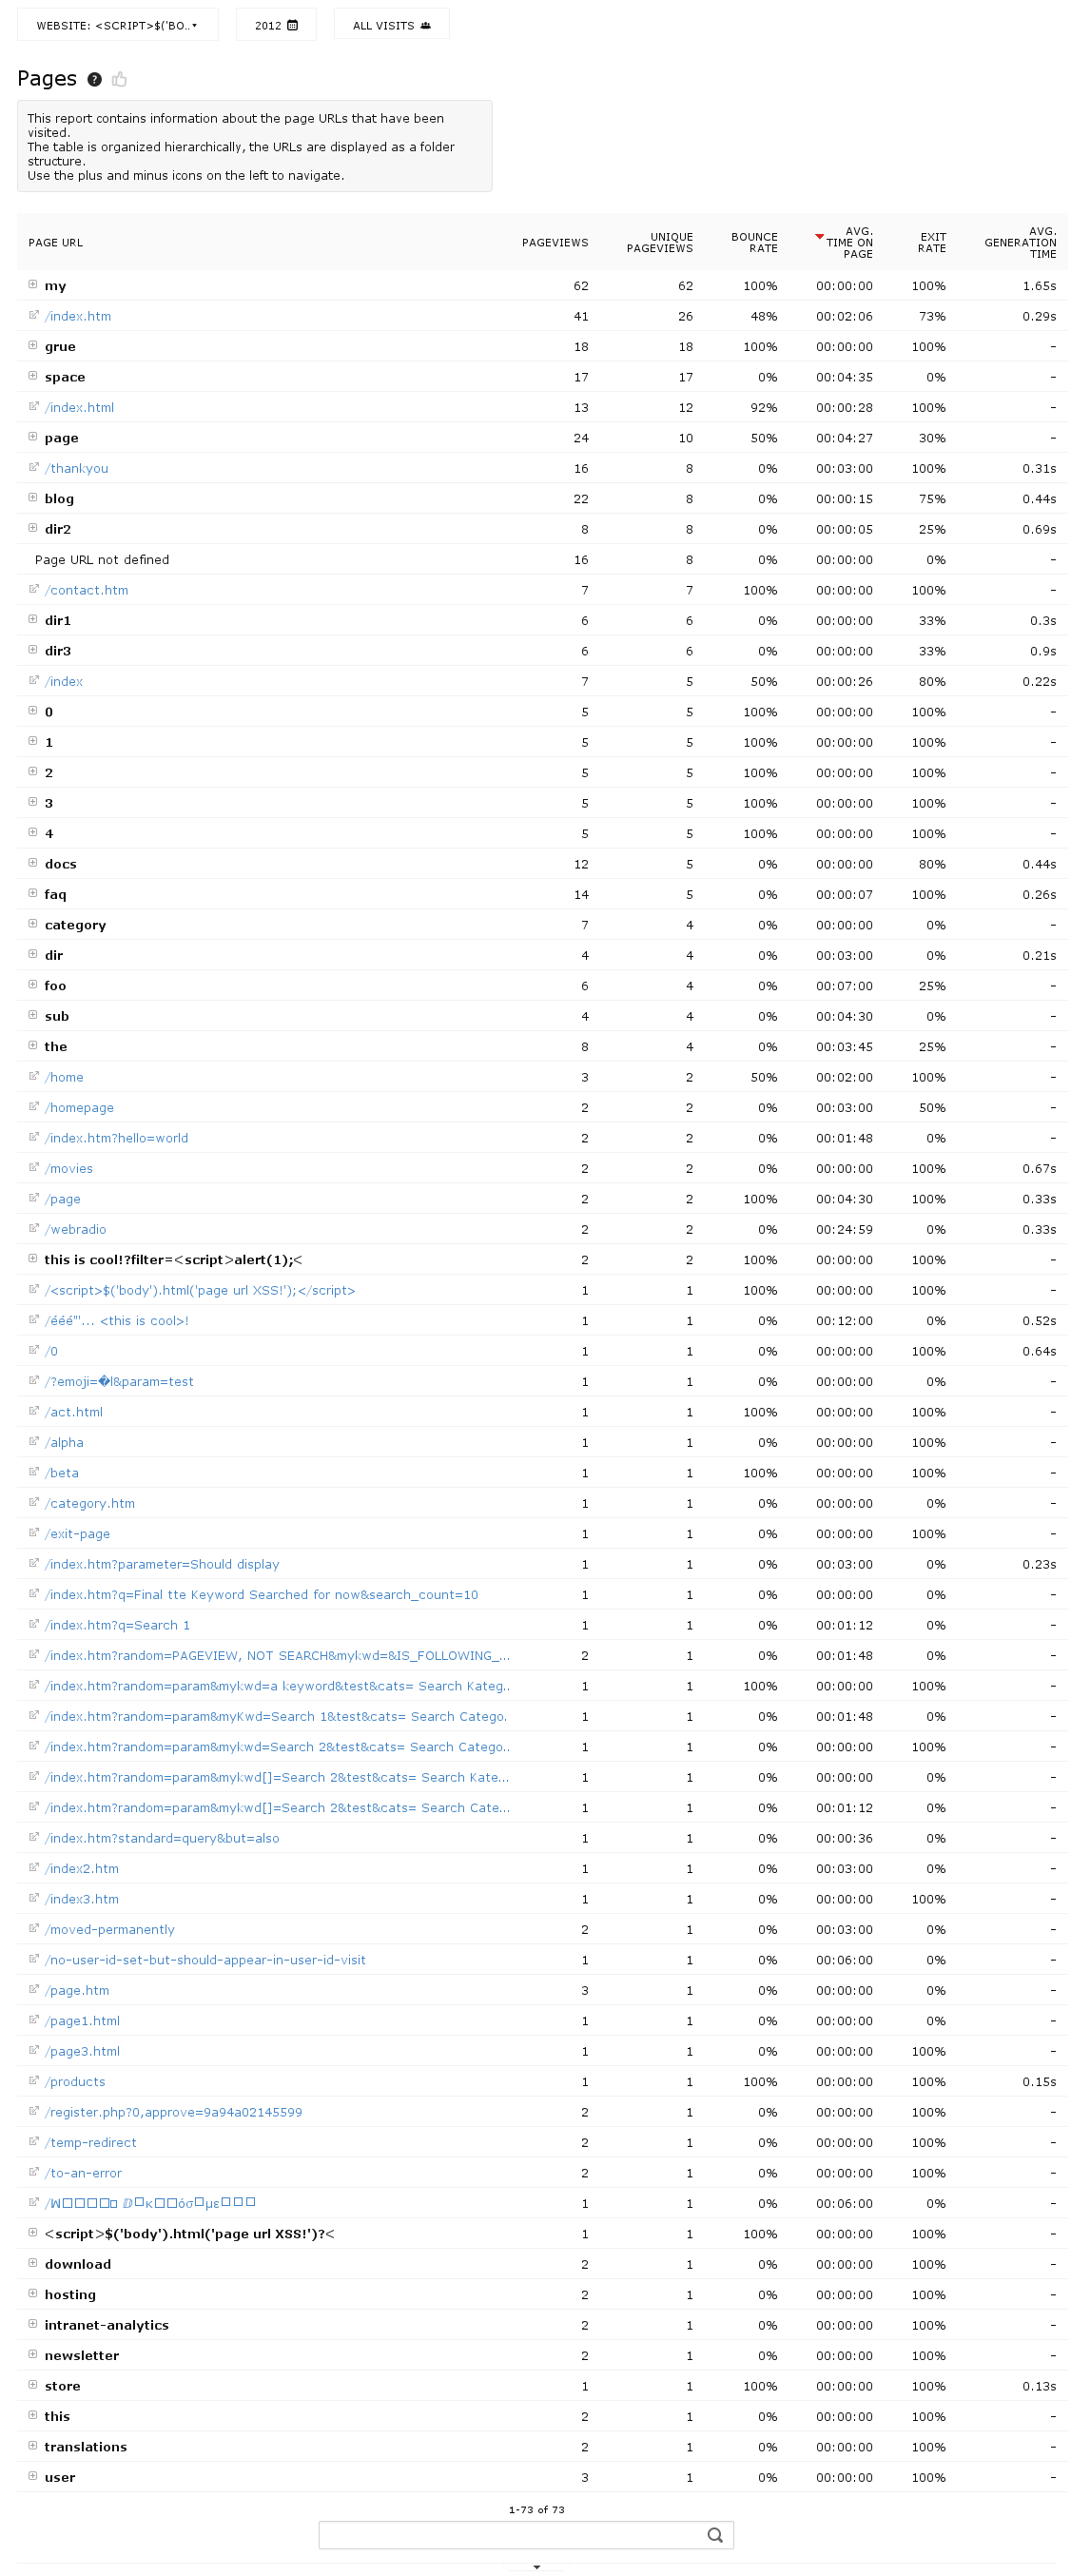 WEBSITE: <SCRIPT>$('BO.. 2012 ALL VISITS
Pages
This report contains information about the page URLs that have been
visited.
The table is organized hierarchically, the URLs are displayed as a folder
structure.
Use the plus and minus icons on the left to navigate.
PAGE URL PAGEVIEWS UNIQUE PAGEVIEWS BOUNCE RATE AVG. TIME ON PAGE EXIT RATE AVG. GENERATION TIME
my 62 62 100% 00:00:00 100% 1.65s
/index.htm 41 26 48% 00:02:06 73% 0.29s
grue 18 18 100% 00:00:00 100% -
space 17 17 0% 00:04:35 0% -
/index.html 13 12 92% 00:00:28 100% -
page 24 10 50% 00:04:27 30% -
/thankyou 16 8 0% 00:03:00 100% 0.31s
blog 22 8 0% 00:00:15 75% 0.44s
dir2 8 8 0% 00:00:05 25% 0.69s
Page URL not defined 16 8 0% 00:00:00 0% -
/contact.htm 7 7 100% 00:00:00 100% -
dir1 6 6 0% 00:00:00 33% 0.3s
dir3 6 6 0% 00:00:00 33% 0.9s
/index 7 5 50% 00:00:26 80% 0.22s
0 5 5 100% 00:00:00 100% -
1 5 5 100% 00:00:00 100% -
2 5 5 100% 00:00:00 100% -
3 5 5 100% 00:00:00 100% -
4 5 5 100% 00:00:00 100% -
docs 12 5 0% 00:00:00 80% 0.44s
faq 14 5 0% 00:00:07 100% 0.26s
category 7 4 0% 00:00:00 0% -
dir 4 4 0% 00:03:00 0% 0.21s
foo 6 4 0% 00:07:00 25% -
sub 4 4 0% 00:04:30 0% -
the 8 4 0% 00:03:45 25% -
/home 3 2 50% 00:02:00 100% -
/homepage 2 2 0% 00:03:00 50% -
/index.htm?hello=world 2 2 0% 00:01:48 0% -
/movies 2 2 0% 00:00:00 100% 0.67s
/page 2 2 100% 00:04:30 100% 0.33s
/webradio 2 2 0% 00:24:59 0% 0.33s
this is cool!?filter=<script>alert(1);< 2 2 100% 00:00:00 100% -
/<script>$('body').html('page url XSS!');</script> 1 1 100% 00:00:00 100% -
/ééé"'... <this is cool>! 1 1 0% 00:12:00 0% 0.52s
/0 1 1 0% 00:00:00 100% 0.64s
/?emoji=�l&param=test 1 1 0% 00:00:00 0% -
/act.html 1 1 100% 00:00:00 100% -
/alpha 1 1 0% 00:00:00 100% -
/beta 1 1 100% 00:00:00 100% -
/category.htm 1 1 0% 00:00:00 0% -
/exit-page 1 1 0% 00:00:00 100% -
/index.htm?parameter=Should display 1 1 0% 00:03:00 0% 0.23s
/index.htm?q=Final tte Keyword Searched for now&search_count=10 1 1 0% 00:00:00 0% -
/index.htm?q=Search 1 1 1 0% 00:01:12 0% -
/index.htm?random=PAGEVIEW, NOT SEARCH&mykwd=&IS_FOLLOWING_... 2 1 0% 00:01:48 0% -
/index.htm?random=param&mykwd=a keyword&test&cats= Search Kateg.. 1 1 100% 00:00:00 100% -
/index.htm?random=param&myKwd=Search 1&test&cats= Search Catego. 1 1 0% 00:01:48 0% -
/index.htm?random=param&mykwd=Search 2&test&cats= Search Catego.. 1 1 0% 00:00:00 100% -
/index.htm?random=param&mykwd[]=Search 2&test&cats= Search Kate... 1 1 0% 00:00:00 0% -
/index.htm?random=param&mykwd[]=Search 2&test&cats= Search Cate... 1 1 0% 00:01:12 0% -
/index.htm?standard=query&but=also 1 1 0% 00:00:36 0% -
/index2.htm 1 1 0% 00:03:00 0% -
/index3.htm 1 1 0% 00:00:00 100% -
/moved-permanently 2 1 0% 00:03:00 0% -
/no-user-id-set-but-should-appear-in-user-id-visit 1 1 0% 00:06:00 0% -
/page.htm 3 1 0% 00:00:00 0% -
/page1.html 1 1 0% 00:00:00 0% -
/page3.html 1 1 0% 00:00:00 100% -
/products 1 1 100% 00:00:00 100% 0.15s
/register.php?0,approve=9a94a02145599 2 1 0% 00:00:00 100% -
/temp-redirect 2 1 0% 00:00:00 100% -
/to-an-error 2 1 0% 00:00:00 100% -
1 1 0% 00:06:00 0% -
<script>$('body').html('page url XSS!')?< 1 1 100% 00:00:00 100% -
download 2 1 0% 00:00:00 100% -
hosting 2 1 0% 00:00:00 100% -
intranet-analytics 2 1 0% 00:00:00 100% -
newsletter 2 1 0% 00:00:00 100% -
store 1 1 100% 00:00:00 100% 0.13s
this 2 1 0% 00:00:00 100% -
translations 2 1 0% 00:00:00 100% -
user 3 1 0% 00:00:00 100% -
1-73 of 73